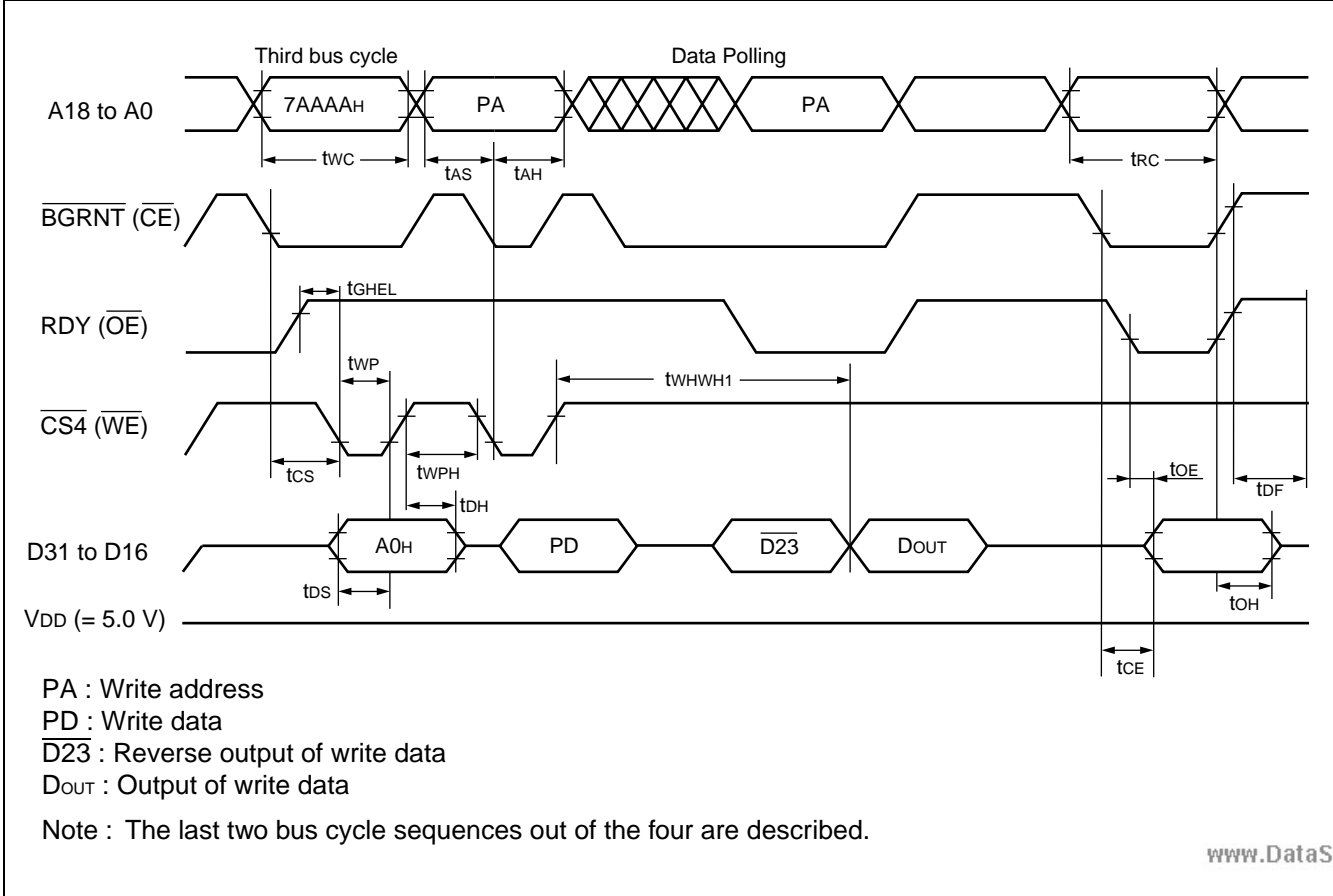 Third bus cycle
Data Polling
A18 to A0
7AAAAH
PA
PA
tWC
tAS
tAH
tRC
BGRNT (CE)
tGHEL
RDY (OE)
tWP
tWHWH1
CS4 (WE)
tCS
tWPH
tOE
tDF
tDH
D31 to D16
A0H
PD
D23
DOUT
tDS
tOH
VDD (= 5.0 V)
tCE
PA : Write address
PD : Write data
D23 : Reverse output of write data
DOUT : Output of write data
Note : The last two bus cycle sequences out of the four are described.
www.DataS